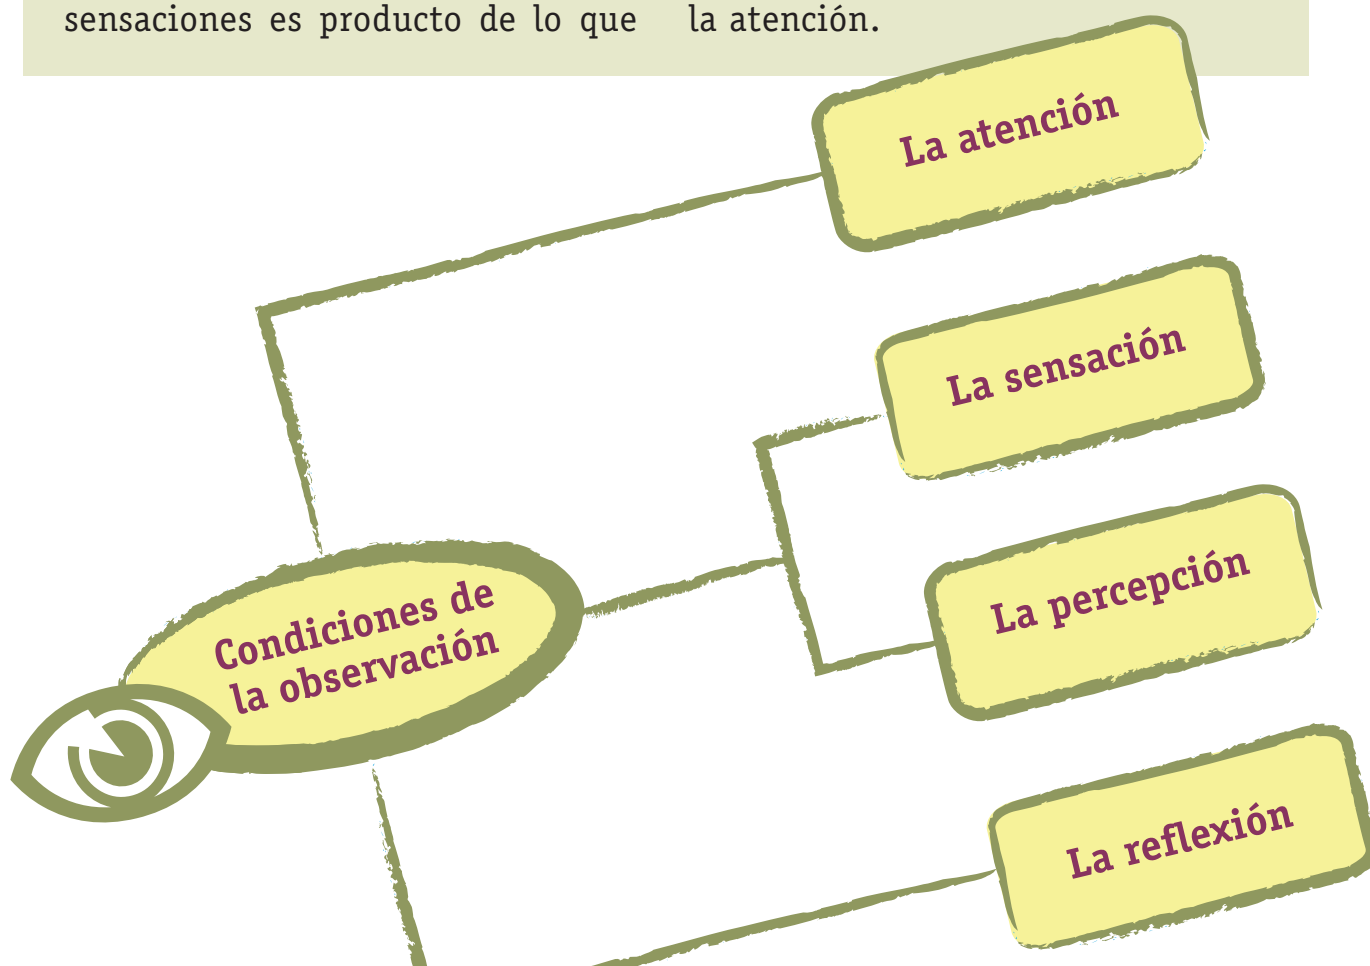 sensaciones es producto de lo que
la atención.
La atención
La sensación
La percepción
Condiciones de
la observación
La reflexión